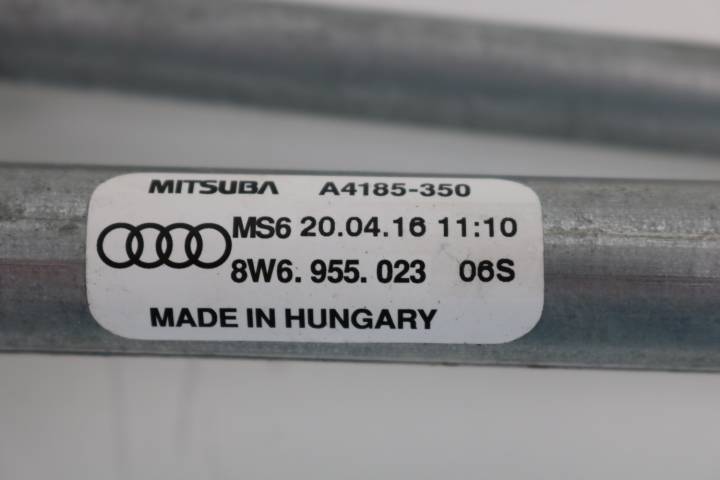 MITSUBA A4185-350
MS6 20.04.16 11:10
8W6. 955. 023 06S
MADE IN HUNGARY